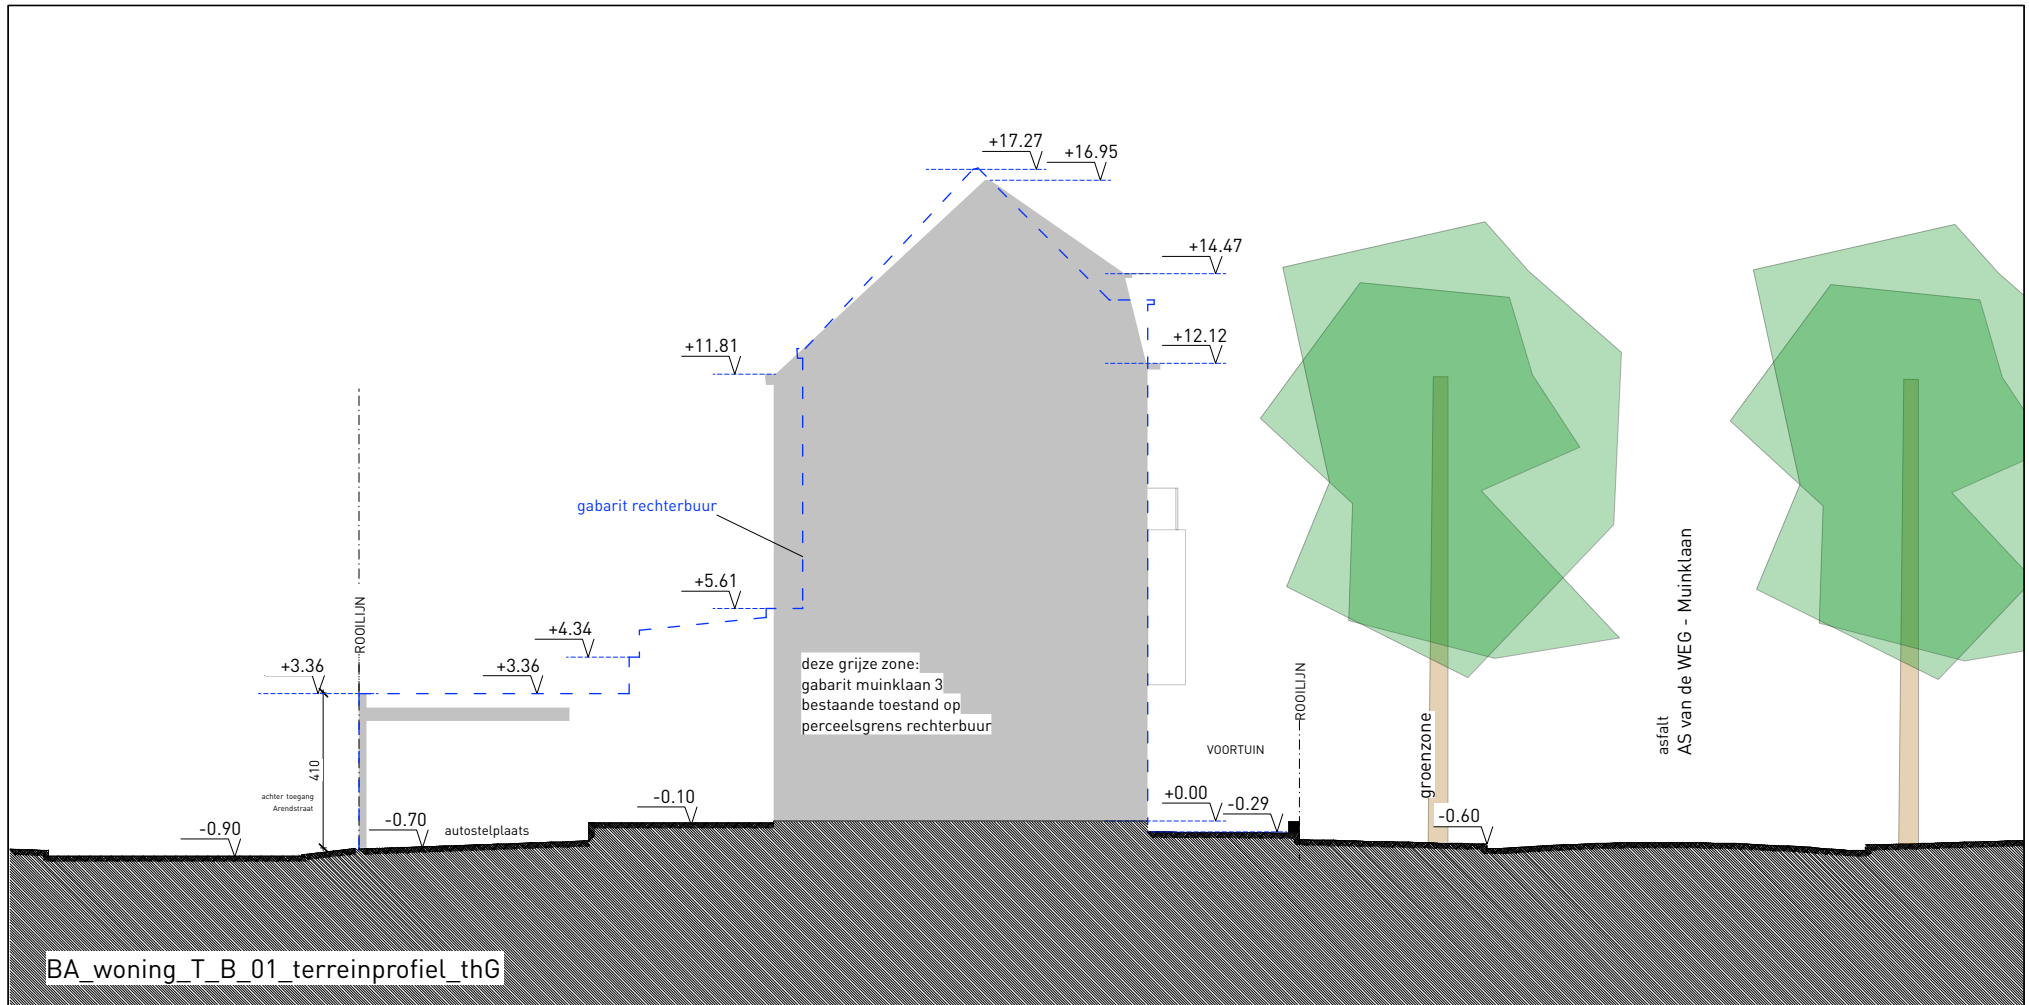 +17.27
+16.95
+14.47
+12.12
+11.81
gabarit rechterbuur
+5.61
+4.34
+3.36
+3.36
ROOILIJN
deze grijze zone:
gabarit muinklaan 3
bestaande toestand op
perceelsgrens rechterbuur
ROOILIJN
VOORTUIN
groenzone
asfalt
AS van de WEG - Muinklaan
410
achter toegang
Arendstraat
-0.90
-0.70
autostelplaats
-0.10
+0.00
-0.29
-0.60
BA_woning_T_B_01_terreinprofiel_thG